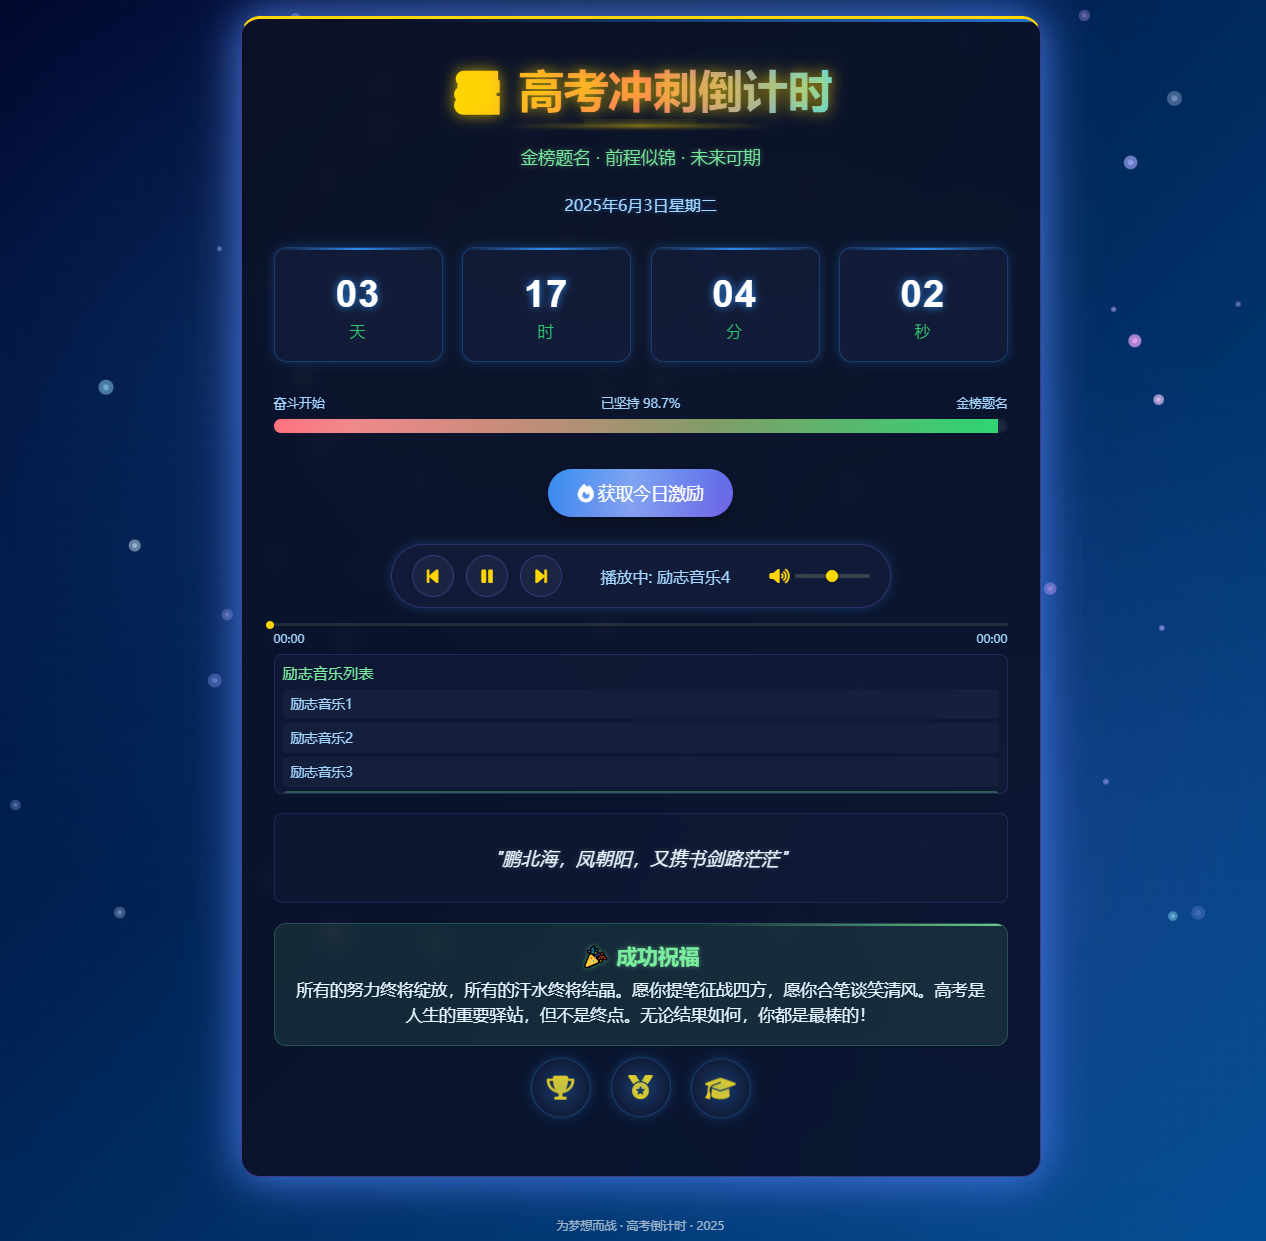 高考冲刺倒计时
金榜题名 · 前程似锦 · 未来可期
2025年6月3日星期二
03 17 04 02
天 时 分 秒
奋斗开始 已坚持 98.7% 金榜题名
获取今日激励
播放中: 励志音乐4
00:00 00:00
励志音乐列表
励志音乐1
励志音乐2
励志音乐3
"鹏北海，凤朝阳，又携书剑路茫茫"
成功祝福
所有的努力终将绽放，所有的汗水终将结晶。愿你提笔征战四方，愿你合笔谈笑清风。高考是
人生的重要驿站，但不是终点。无论结果如何，你都是最棒的！
为梦想而战 · 高考倒计时 · 2025